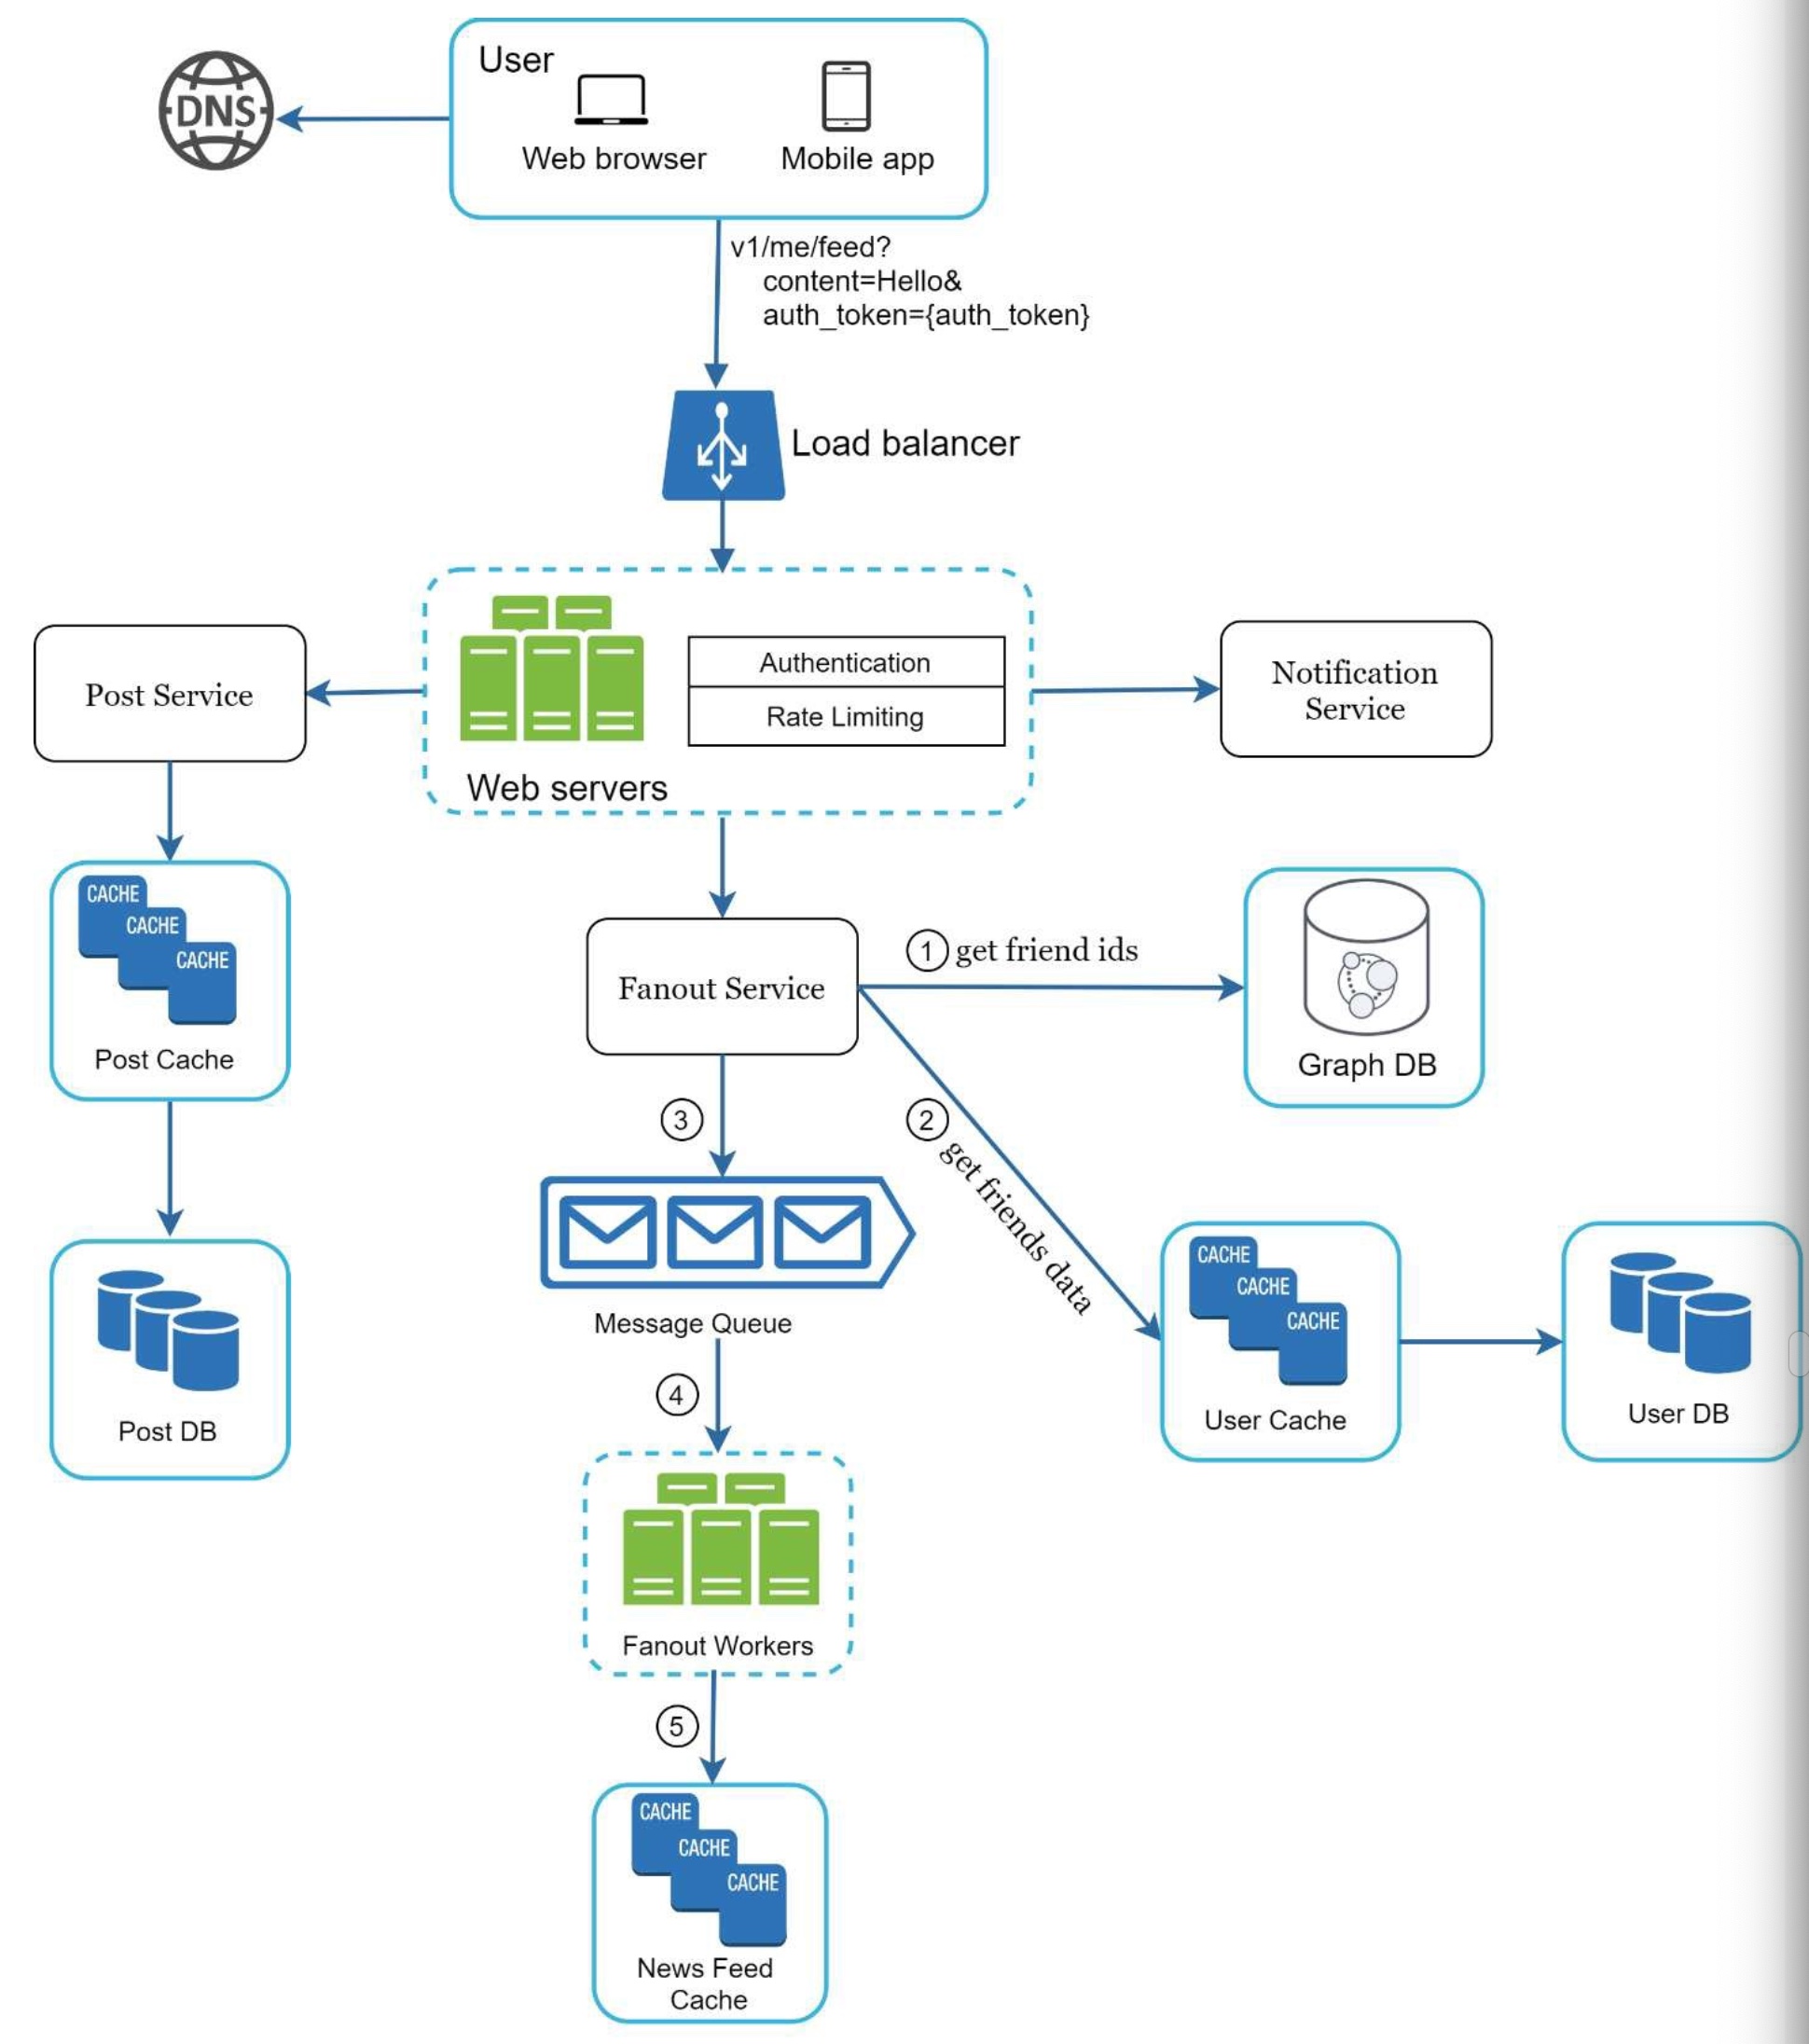 User
DNS
Web browser
Mobile app
v1/me/feed?
content=Hello&
auth_token={auth_token}
Load balancer
Post Service
Authentication
Rate Limiting
Web servers
Notification
Service
CACHE
CACHE
CACHE
Post Cache
Fanout Service
1 get friend ids
Graph DB
3
2 get friends data
Message Queue
Post DB
CACHE
CACHE
CACHE
User Cache
User DB
4
Fanout Workers
5
CACHE
CACHE
CACHE
News Feed
Cache